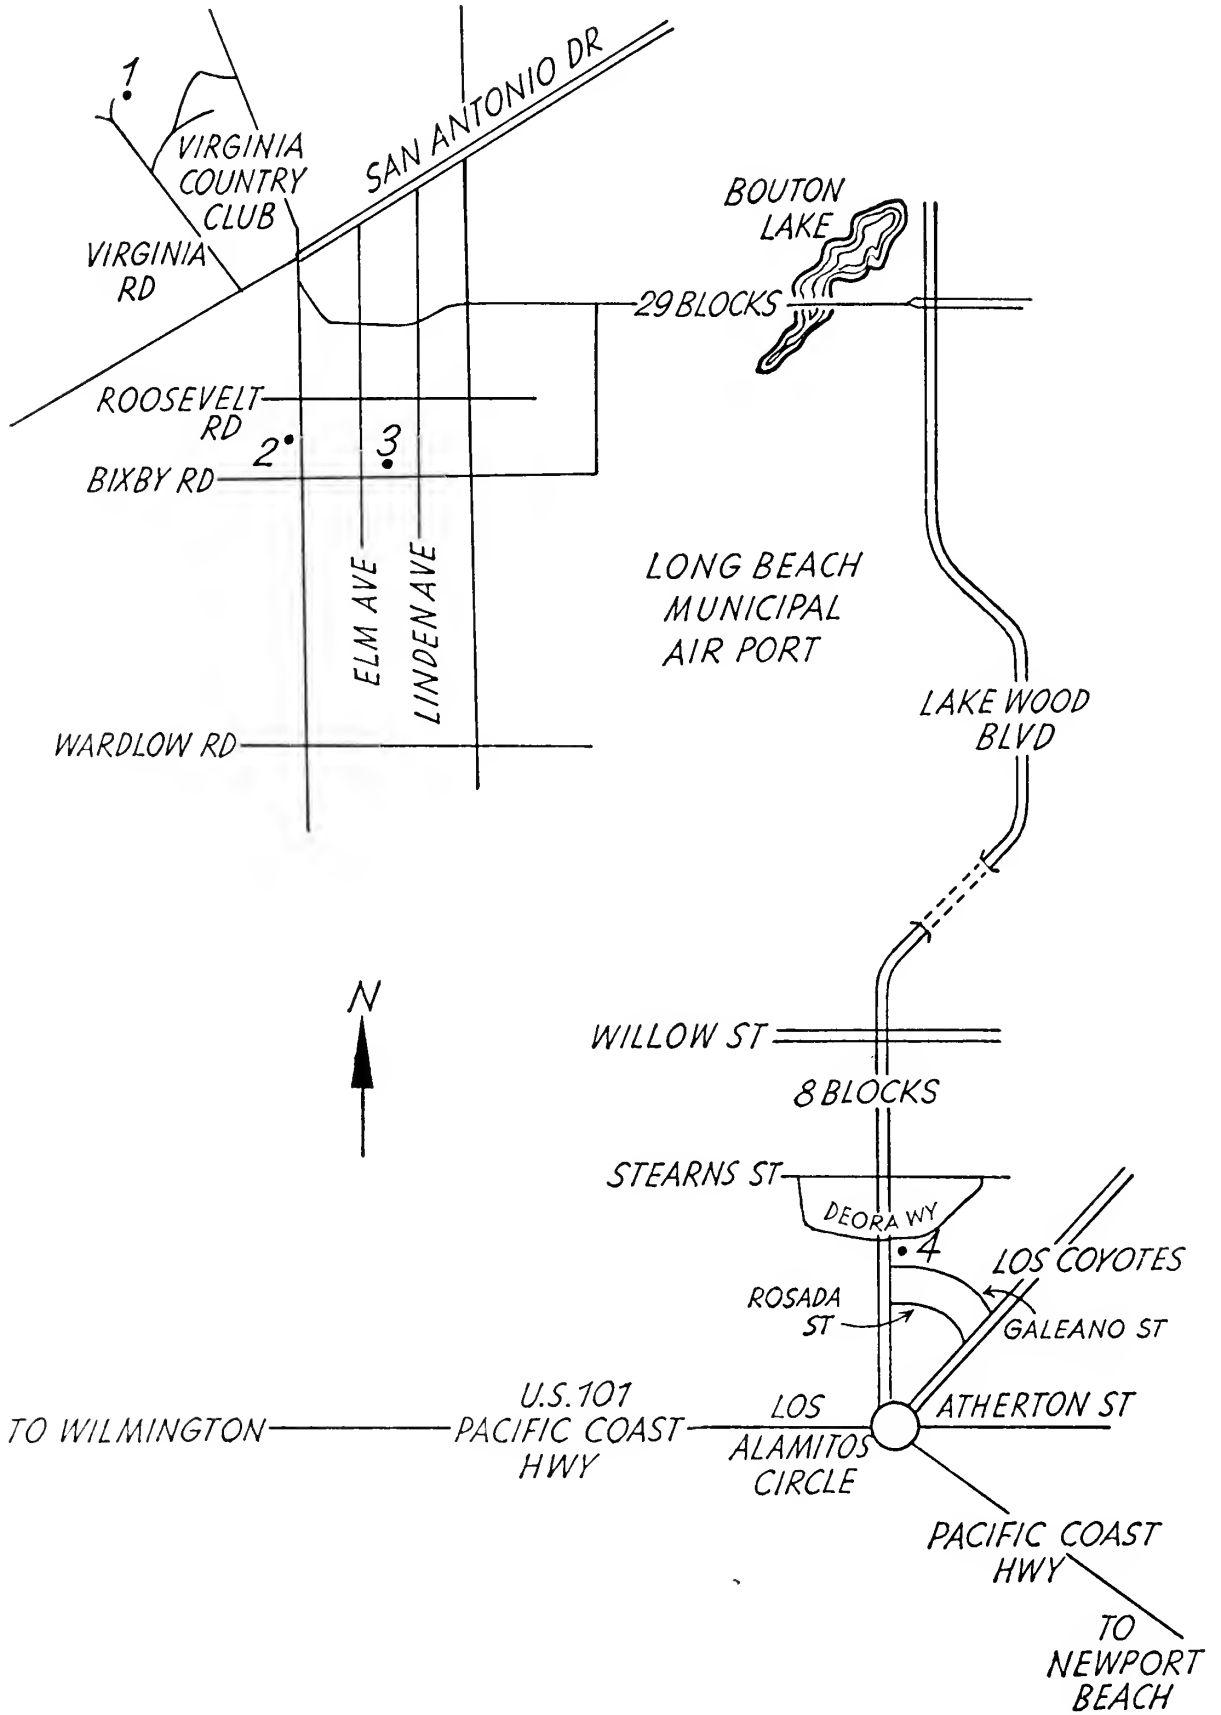 1
SAN ANTONIO DR
VIRGINIA
COUNTRY
CLUB
VIRGINIA
RD
BOUTON
LAKE
29 BLOCKS
ROOSEVELT
RD
2
3
BIXBY RD
ELM AVE
LINDEN AVE
LONG BEACH
MUNICIPAL
AIR PORT
LAKE WOOD
BLVD
WARDLOW RD
N
WILLOW ST
8 BLOCKS
STEARNS ST
DEORA WY
4
LOS COYOTES
ROSADA
ST
GALEANO ST
U.S. 101
PACIFIC COAST
HWY
TO WILMINGTON
LOS
ALAMITOS
CIRCLE
ATHERTON ST
PACIFIC COAST
HWY
TO
NEWPORT
BEACH